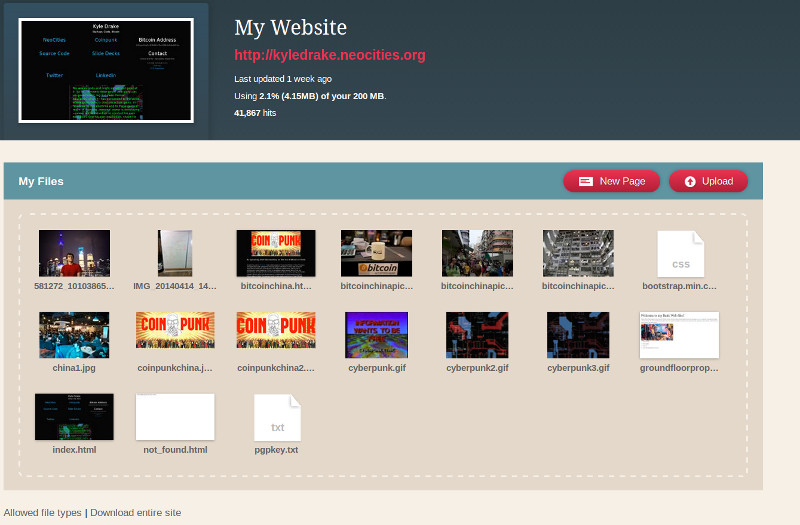 Kyle Drake
NeoCities
Coinpunk
Bitcoin Address
Source Code
Slide Decks
Contact
Twitter
LinkedIn
My Website
http://kyledrake.neocities.org
Last updated 1 week ago
Using 2.1% (4.15MB) of your 200 MB.
41,867 hits
My Files
New Page
Upload
COIN PUNK
bitcoin
css
581272_10103865...
IMG_20140414_14...
bitcoinchina.ht...
bitcoinchinapic...
bitcoinchinapic...
bitcoinchinapic...
bootstrap.min.c...
COIN PUNK
COIN PUNK
INFORMATION
WANTS TO BE
FREE
china1.jpg
coinpunkchina.j...
coinpunkchina2....
cyberpunk.gif
cyberpunk2.gif
cyberpunk3.gif
groundfloorprop...
txt
index.html
not_found.html
pgpkey.txt
Allowed file types | Download entire site